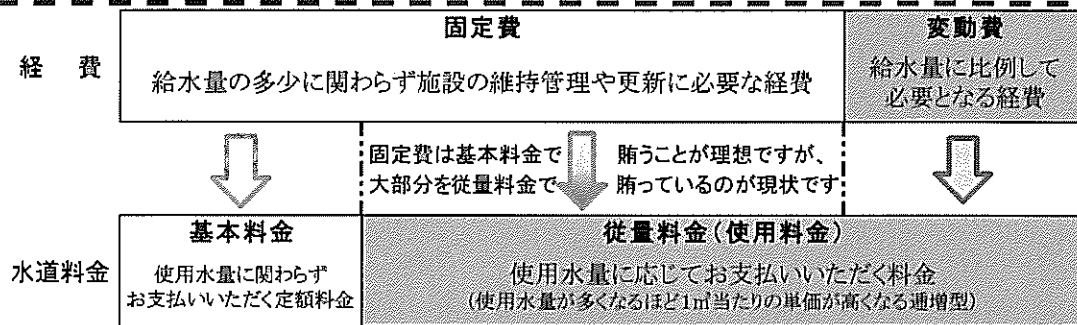 固定費
変動費
経 費
給水量の多少に関わらず施設の維持管理や更新に必要な経費
給水量に比例して
必要となる経費
固定費は基本料金で 賄うことが理想ですが、
大部分を従量料金で 賄っているのが現状です
基本料金
従量料金(使用料金)
水道料金
使用水量に関わらず
お支払いいただく定額料金
使用水量に応じてお支払いいただく料金
(使用水量が多くなるほど1㎥当たりの単価が高くなる逓増型)